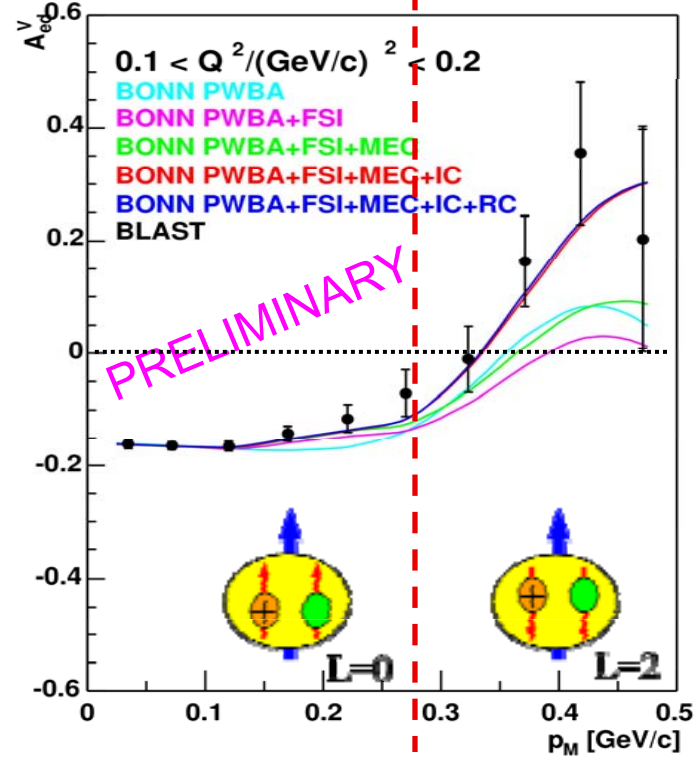 A^V_ed
0.6
0.1 < Q ²/(GeV/c) ² < 0.2
BONN PWBA
BONN PWBA+FSI
BONN PWBA+FSI+MEC
BONN PWBA+FSI+MEC+IC
BONN PWBA+FSI+MEC+IC+RC
BLAST
PRELIMINARY
0.4
0.2
0
-0.2
-0.4
-0.6
L=0
L=2
0 0.1 0.2 0.3 0.4 0.5
p_M [GeV/c]